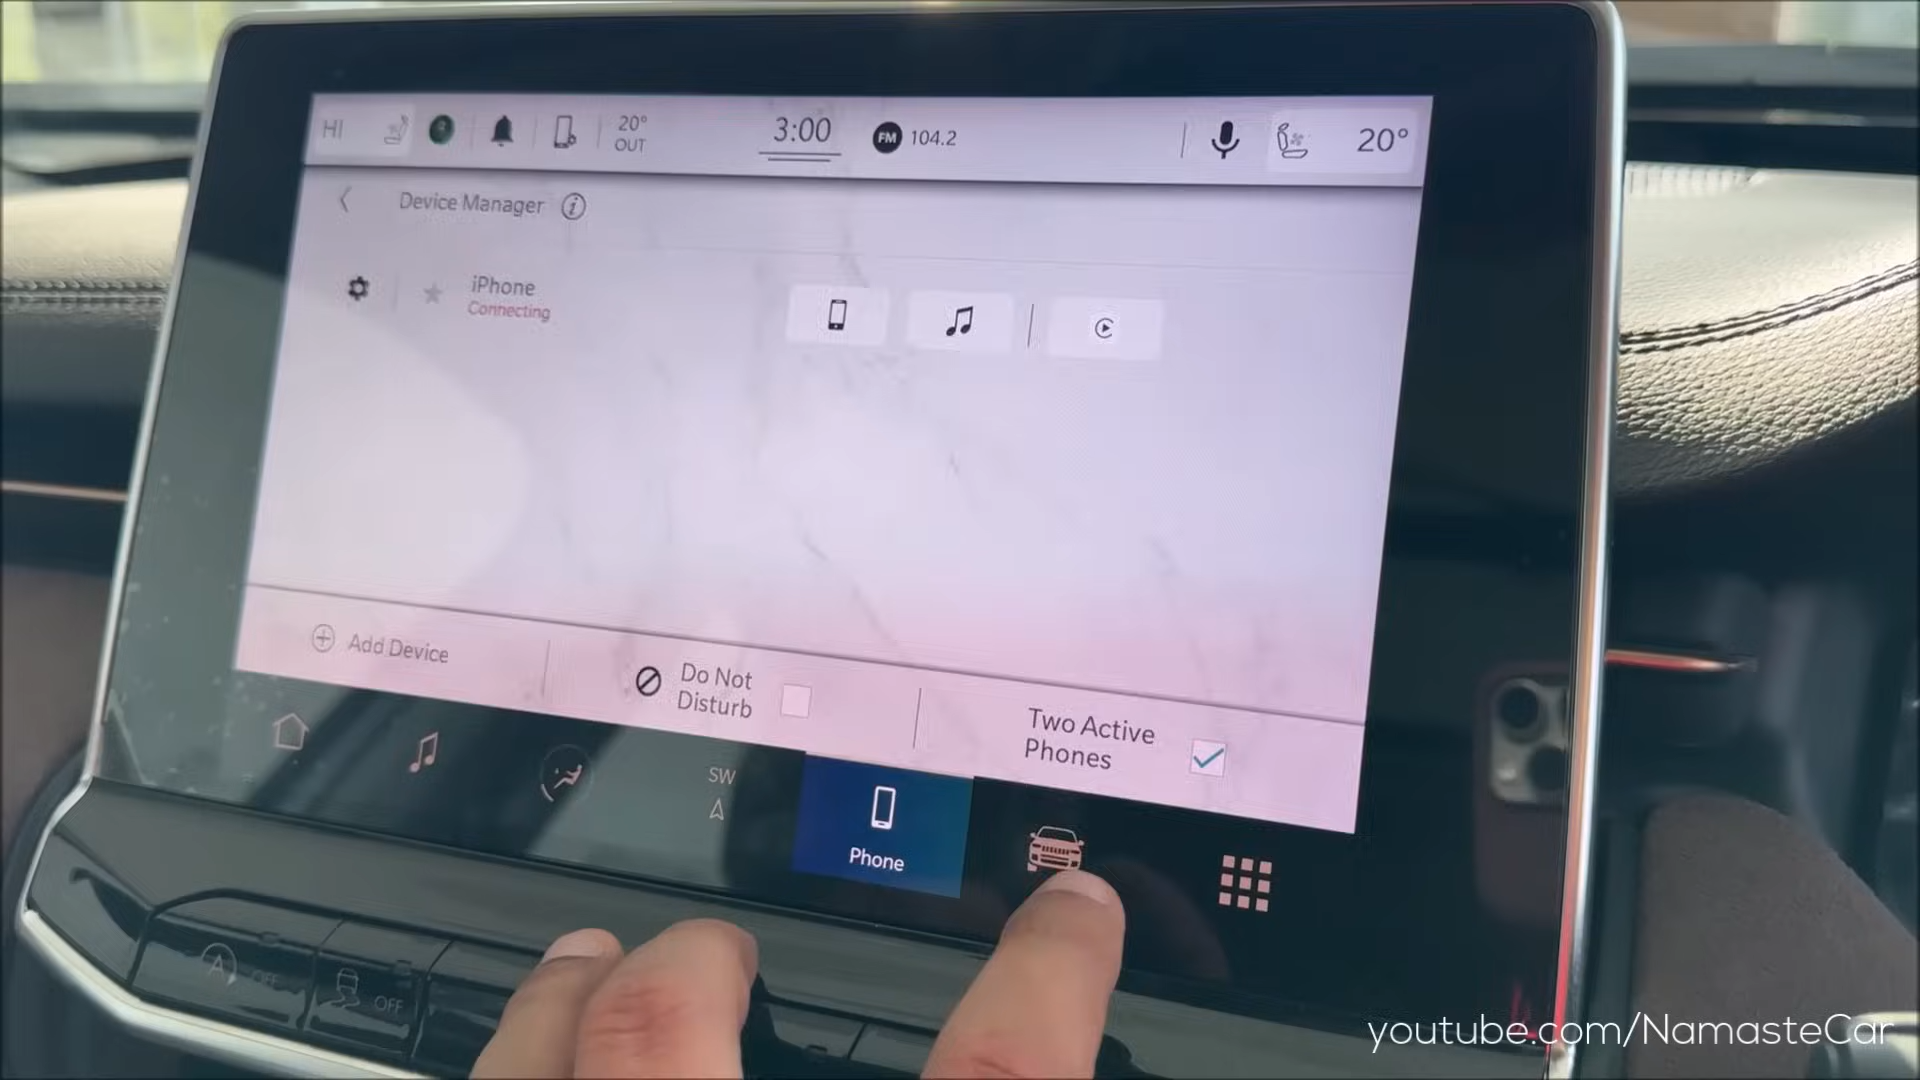 HI
20°
OUT
3:00
FM 104.2
20°
Device Manager
iPhone
Connecting
Add Device
Do Not
Disturb
Two Active
Phones
SW
Phone
A OFF
OFF
youtube.com/NamasteCar